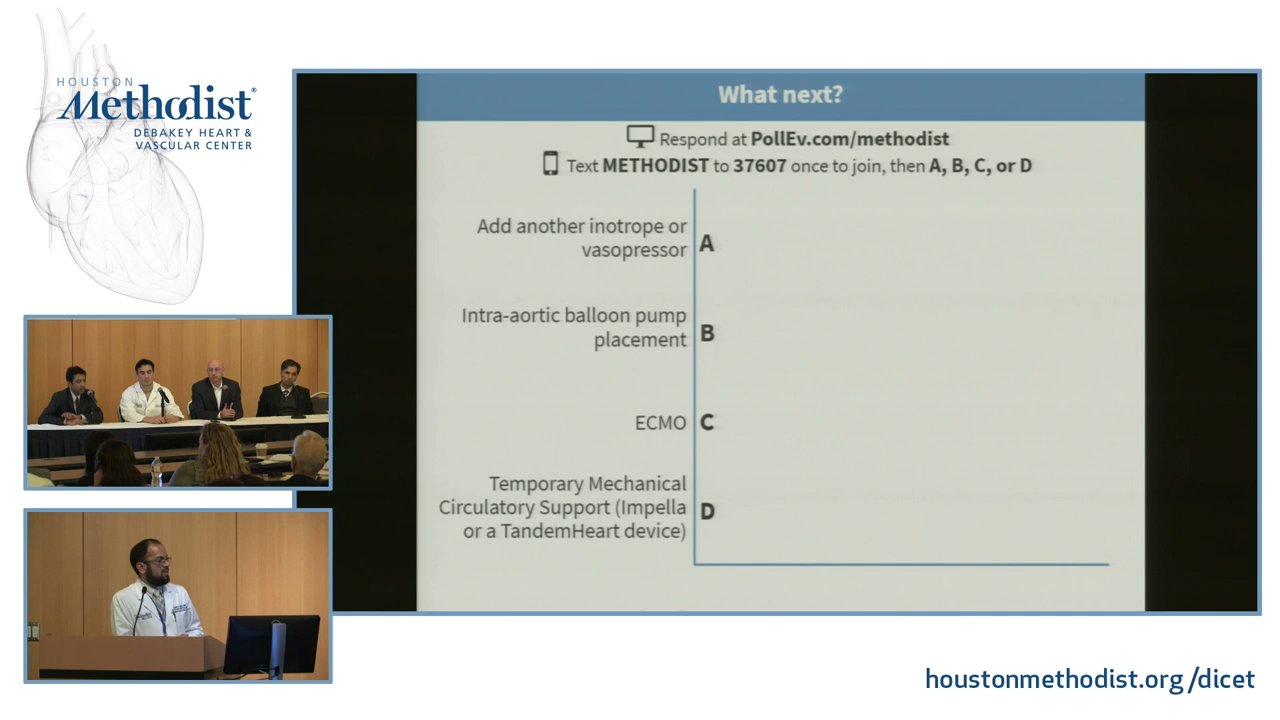 HOUSTON
Methodist®
DEBAKEY HEART &
VASCULAR CENTER
What next?
Respond at PollEv.com/methodist
Text METHODIST to 37607 once to join, then A, B, C, or D
Add another inotrope or
vasopressor
A
Intra-aortic balloon pump
placement
B
ECMO
C
Temporary Mechanical
Circulatory Support (Impella
or a TandemHeart device)
D
houstonmethodist.org/dicet